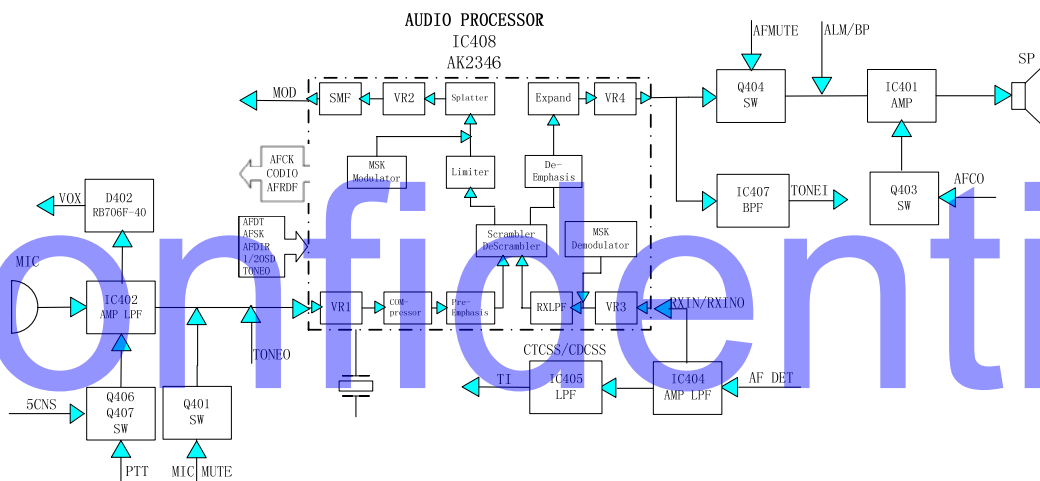 AUDIO PROCESSOR
IC408
AK2346
MOD
SMF
VR2
Splatter
Expand
VR4
AFMUTE
ALM/BP
SP
Q404
SW
IC401
AMP
MSK
Modulator
Limiter
De-
Emphasis
AFCK
CODIO
AFRDF
VOX
D402
RB706F-40
IC407
BPF
TONEI
Q403
SW
AFCO
AFDT
AFSK
AFDIR
1/20SD
TONEO
Scrambler
DeScrambler
MSK
Demodulator
MIC
IC402
AMP LPF
VR1
COM-
pressor
Pre-
Emphasis
RXLPF
VR3
RXIN/RXINO
TONEO
CTCSS/CDCSS
TI
IC405
LPF
IC404
AMP LPF
AF DET
5CNS
Q406
Q407
SW
Q401
SW
PTT
MIC MUTE
onfidenti